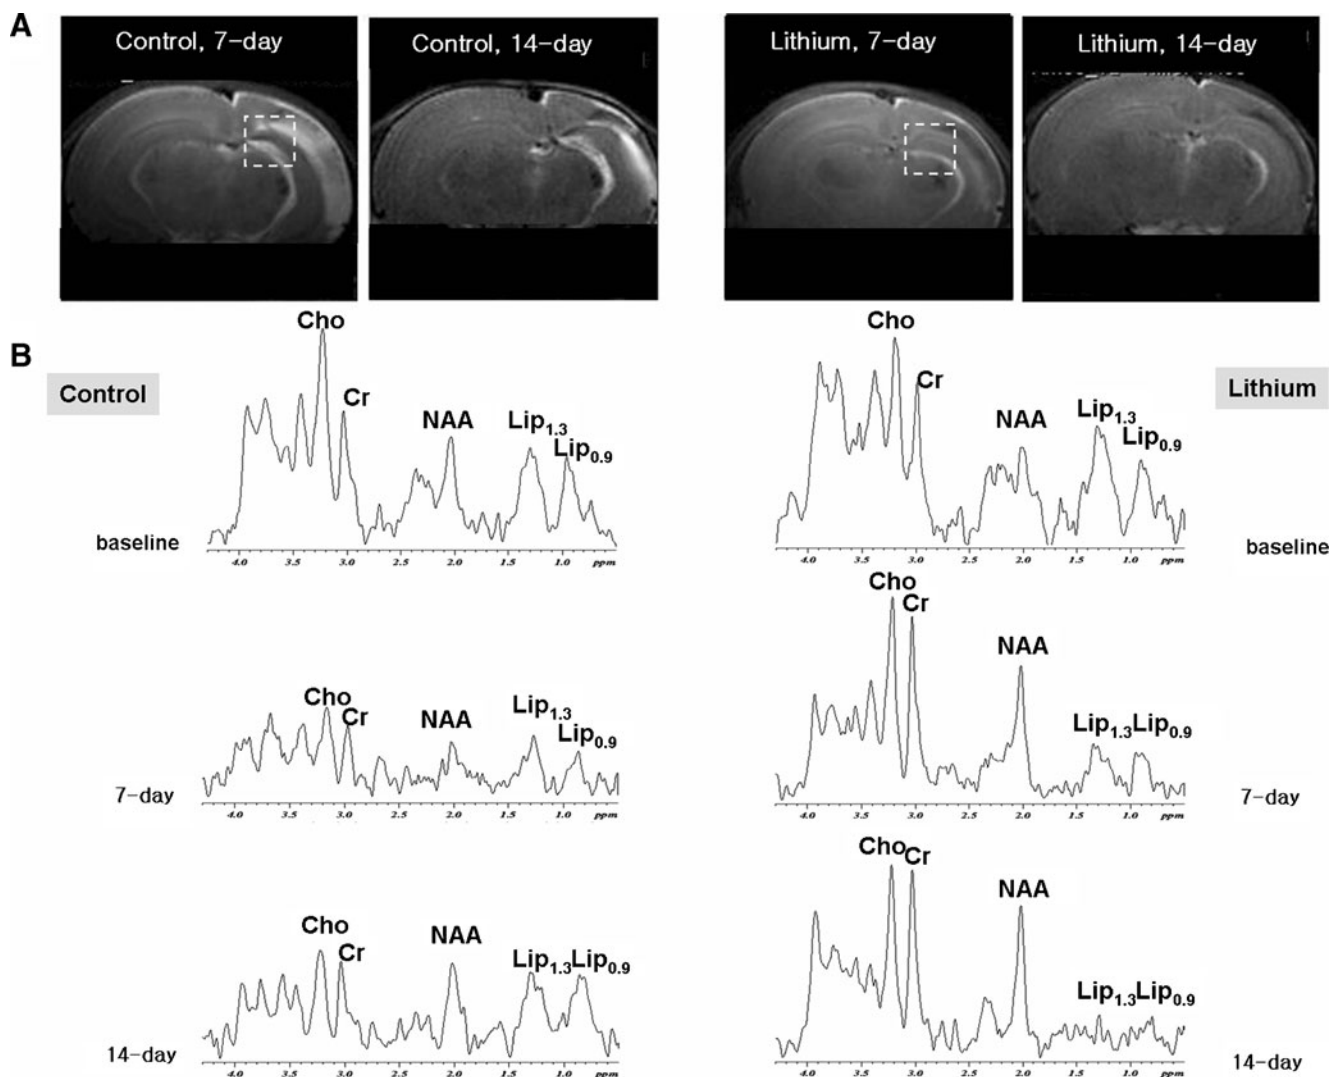 A
Control, 7-day
Control, 14-day
Lithium, 7-day
Lithium, 14-day
B
Control
Lithium
Cho
Cr
NAA
Lip1.3
Lip0.9
baseline
4.0 3.5 3.0 2.5 2.0 1.5 1.0 ppm
Cho
Cr
NAA
Lip1.3
Lip0.9
baseline
4.0 3.5 3.0 2.5 2.0 1.5 1.0 ppm
Cho
Cr
NAA
Lip1.3
Lip0.9
7-day
4.0 3.5 3.0 2.5 2.0 1.5 1.0 ppm
Cho
Cr
NAA
Lip1.3Lip0.9
7-day
4.0 3.5 3.0 2.5 2.0 1.5 1.0 ppm
Cho
Cr
NAA
Lip1.3Lip0.9
14-day
4.0 3.5 3.0 2.5 2.0 1.5 1.0 ppm
Cho
Cr
NAA
Lip1.3Lip0.9
14-day
4.0 3.5 3.0 2.5 2.0 1.5 1.0 ppm